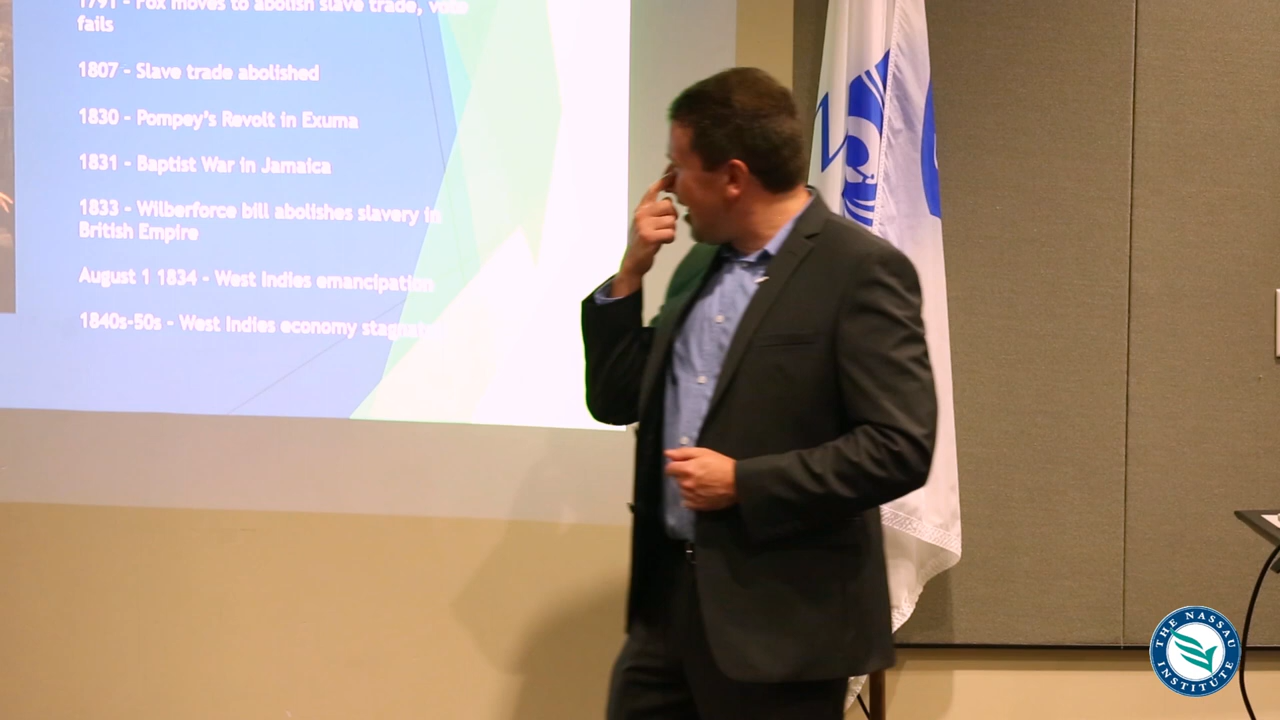 1791 - Fox moves to abolish slave trade, vote
fails
1807 - Slave trade abolished
1830 - Pompey's Revolt in Exuma
1831 - Baptist War in Jamaica
1833 - Wilberforce bill abolishes slavery in
British Empire
August 1 1834 - West Indies emancipation
1840s-50s - West Indies economy
THE NASSAU
INSTITUTE